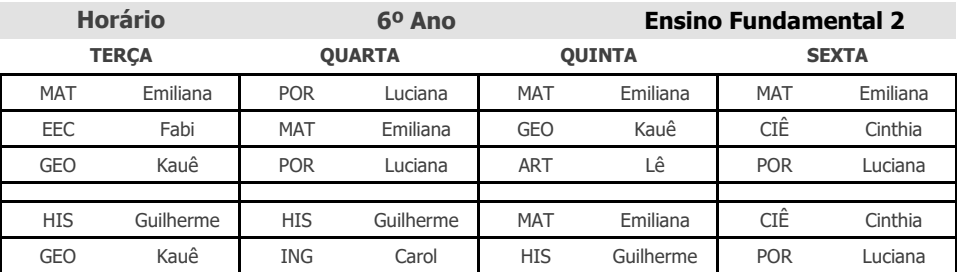 Horário 6º Ano Ensino Fundamental 2
TERÇA QUARTA QUINTA SEXTA
MAT Emiliana POR Luciana MAT Emiliana MAT Emiliana
EEC Fabi MAT Emiliana GEO Kauê CIÊ Cinthia
GEO Kauê POR Luciana ART Lê POR Luciana
HIS Guilherme HIS Guilherme MAT Emiliana CIÊ Cinthia
GEO Kauê ING Carol HIS Guilherme POR Luciana